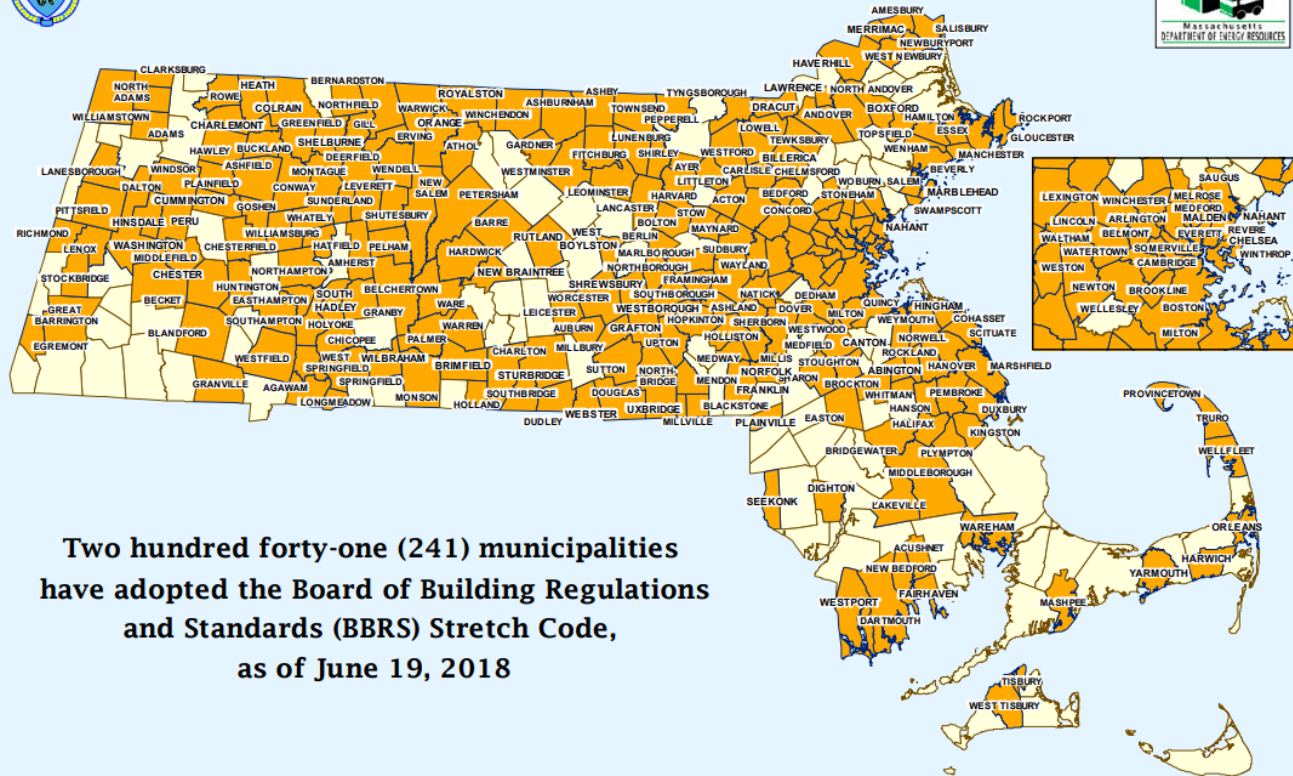 Massachusetts
DEPARTMENT OF ENERGY RESOURCES
AMESBURY
MERRIMAC
SALISBURY
NEWBURYPORT
WEST NEWBURY
HAVERHILL
CLARKSBURG
NORTH
ADAMS
HEATH
ROWE
BERNARDSTON
ROYALSTON
ASHBY
TYNGSBOROUGH
LAWRENCE
NORTH ANDOVER
COLRAIN
NORTHFIELD
WARWICK
WINCHENDON
ASHBURNHAM
TOWNSEND
PEPPERELL
DRACUT
ANDOVER
BOXFORD
HAMILTON
ROCKPORT
WILLIAMSTOWN
ADAMS
CHARLEMONT
GREENFIELD
GILL
ORANGE
ERVING
ATHOL
GARDNER
LUNENBURG
LOWELL
TEWKSBURY
TOPSFIELD
ESSEX
GLOUCESTER
WENHAM
MANCHESTER
HAWLEY
BUCKLAND
SHELBURNE
DEERFIELD
FITCHBURG
SHIRLEY
WESTFORD
BILLERICA
BEVERLY
LANESBOROUGH
WINDSOR
ASHFIELD
MONTAGUE
WENDELL
WESTMINSTER
AYER
CARLISLE
CHELMSFORD
WOBURN
SALEM
DALTON
PLAINFIELD
CONWAY
LEVERETT
NEW
SALEM
PETERSHAM
LEOMINSTER
LITTLETON
HARVARD
ACTON
BEDFORD
STONEHAM
MARBLEHEAD
CUMMINGTON
GOSHEN
SUNDERLAND
LANCASTER
STOW
CONCORD
SWAMPSCOTT
PITTSFIELD
HINSDALE
PERU
WHATELY
SHUTESBURY
BARRE
BOLTON
MAYNARD
NAHANT
RICHMOND
WILLIAMSBURG
RUTLAND
WEST
BOYLSTON
BERLIN
LENOX
WASHINGTON
CHESTERFIELD
HATFIELD
PELHAM
HARDWICK
MARLBOROUGH
SUDBURY
MIDDLEFIELD
AMHERST
NORTHBOROUGH
WAYLAND
STOCKBRIDGE
CHESTER
NORTHAMPTON
NEW BRAINTREE
SHREWSBURY
FRAMINGHAM
HUNTINGTON
BELCHERTOWN
WORCESTER
SOUTHBOROUGH
NATICK
DEDHAM
QUINCY
HINGHAM
BECKET
EASTHAMPTON
SOUTH
HADLEY
GRANBY
WARE
LEICESTER
WESTBOROUGH
ASHLAND
DOVER
MILTON
WEYMOUTH
COHASSET
GREAT
BARRINGTON
SOUTHAMPTON
HOLYOKE
WARREN
AUBURN
GRAFTON
HOPKINTON
SHERBORN
WESTWOOD
SCITUATE
BLANDFORD
CHICOPEE
PALMER
MILLBURY
UPTON
HOLLISTON
MEDFIELD
CANTON
NORWELL
EGREMONT
WESTFIELD
WEST
SPRINGFIELD
WILBRAHAM
BRIMFIELD
CHARLTON
MEDWAY
MILLIS
STOUGHTON
ROCKLAND
STURBRIDGE
SUTTON
NORTH-
BRIDGE
NORFOLK
SHARON
ABINGTON
HANOVER
MARSHFIELD
GRANVILLE
AGAWAM
SPRINGFIELD
MENDON
FRANKLIN
BROCKTON
LONGMEADOW
MONSON
HOLLAND
SOUTHBRIDGE
DOUGLAS
WHITMAN
PEMBROKE
DUDLEY
WEBSTER
UXBRIDGE
BLACKSTONE
HANSON
DUXBURY
MILLVILLE
PLAINVILLE
EASTON
HALIFAX
KINGSTON
BRIDGEWATER
PLYMPTON
MIDDLEBOROUGH
SEEKONK
DIGHTON
LAKEVILLE
WAREHAM
ACUSHNET
NEW BEDFORD
FAIRHAVEN
WESTPORT
DARTMOUTH
PROVINCETOWN
TRURO
WELLFLEET
ORLEANS
HARWICH
YARMOUTH
MASHPEE
TISBURY
WEST TISBURY
SAUGUS
LEXINGTON
WINCHESTER
MELROSE
MEDFORD
LINCOLN
ARLINGTON
MALDEN
NAHANT
WALTHAM
BELMONT
EVERETT
REVERE
CHELSEA
WATERTOWN
SOMERVILLE
WINTHROP
WESTON
CAMBRIDGE
NEWTON
BROOKLINE
WELLESLEY
BOSTON
MILTON
Two hundred forty-one (241) municipalities
have adopted the Board of Building Regulations
and Standards (BBRS) Stretch Code,
as of June 19, 2018